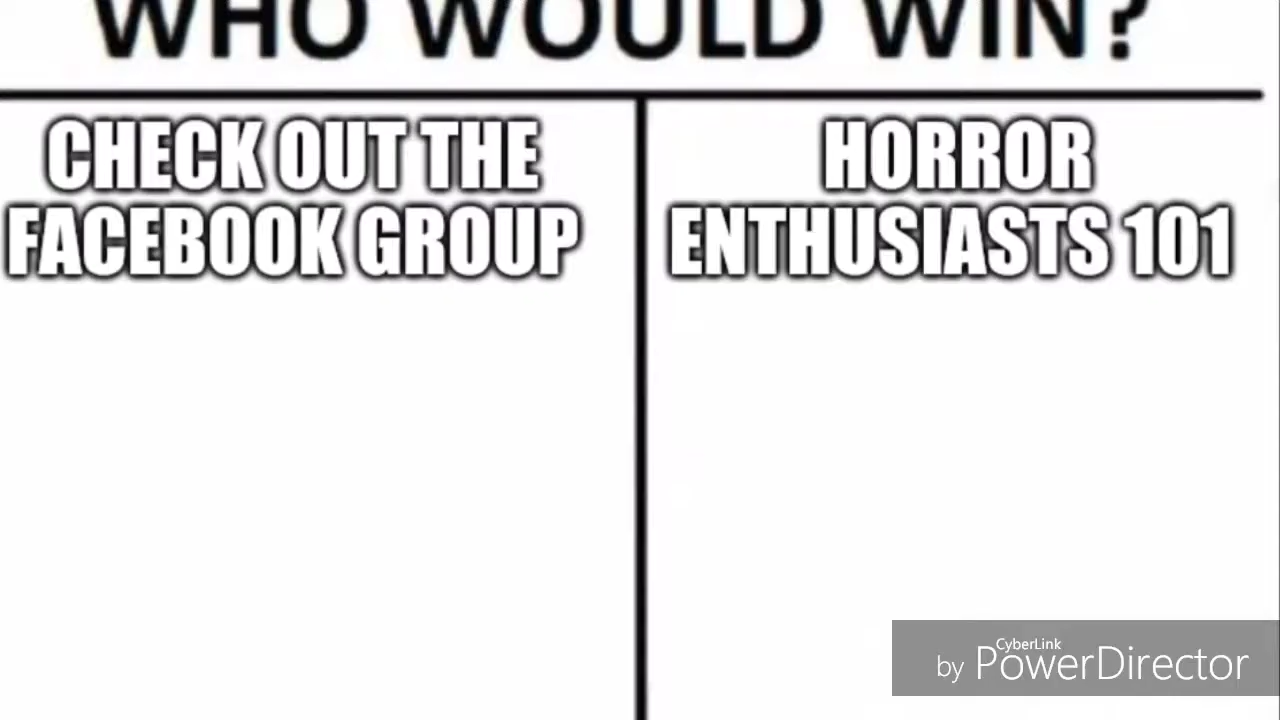 WHO WOULD WIN?
CHECK OUT THE
FACEBOOK GROUP
HORROR
ENTHUSIASTS 101
CyberLink
by PowerDirector